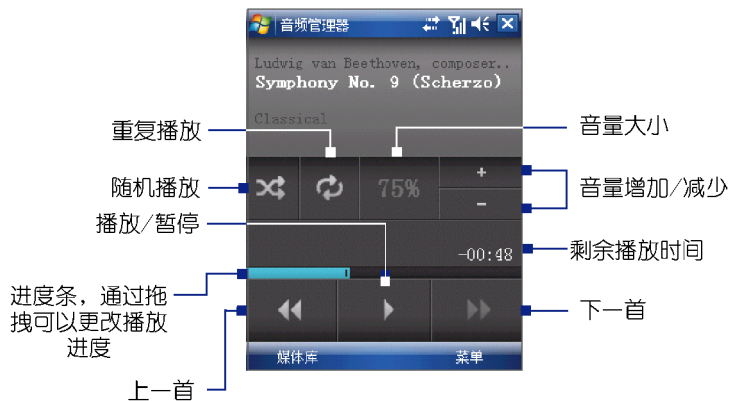 音频管理器
Ludwig van Beethoven, composer..
Symphony No. 9 (Scherzo)
Classical
重复播放
音量大小
随机播放
75%
+
音量增加/减少
-
播放/暂停
-00:48
剩余播放时间
进度条，通过拖
拽可以更改播放
进度
下一首
媒体库
菜单
上一首